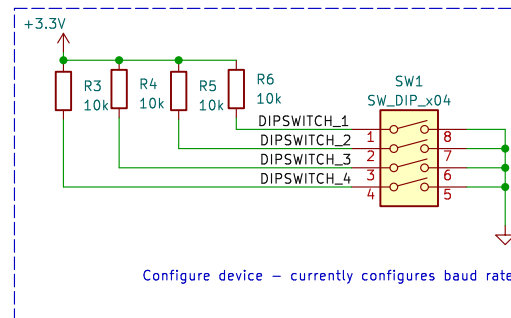 +3.3V
R3
10k
R4
10k
R5
10k
R6
10k
SW1
SW_DIP_x04
DIPSWITCH_1
DIPSWITCH_2
DIPSWITCH_3
DIPSWITCH_4
1
2
3
4
8
7
6
5
Configure device – currently configures baud rate